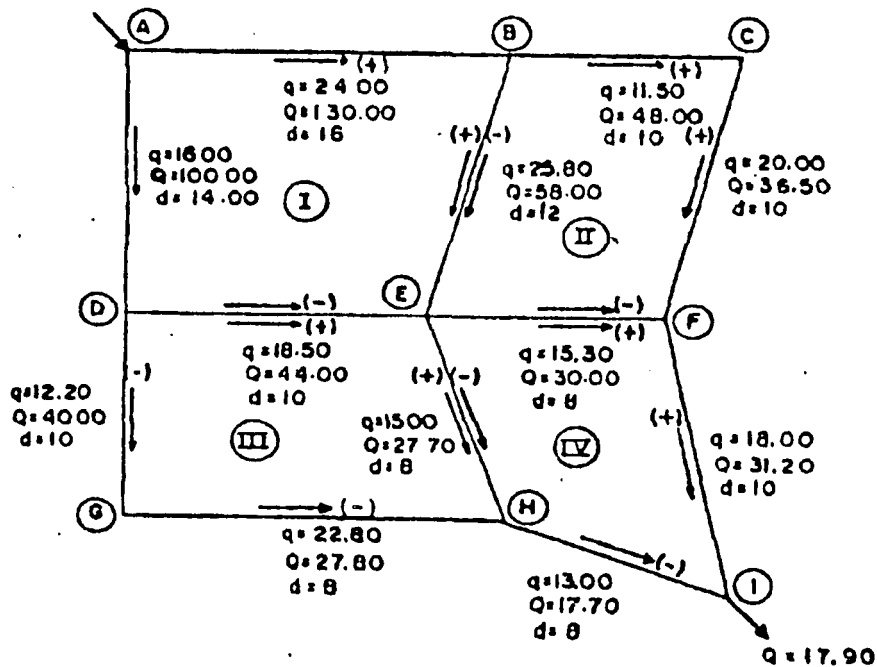 A
B
C
(+)
q=24.00
Q=130.00
d=16
(+)
q=11.50
Q=48.00
d=10
(+)
q=20.00
Q=36.50
d=10
q=16.00
Q=100.00
d=14.00
(+) (-)
q=25.80
Q=58.00
d=12
I
II
D
(-)
(+)
E
(-)
(+)
F
q=18.50
Q=44.00
d=10
q=15.30
Q=30.00
d=8
(-)
q=12.20
Q=40.00
d=10
III
(+) (-)
q=15.00
Q=27.70
d=8
IV
(+)
q=18.00
Q=31.20
d=10
G
(-)
H
q=22.80
Q=27.80
d=8
(-)
q=13.00
Q=17.70
d=8
I
Q=17.90